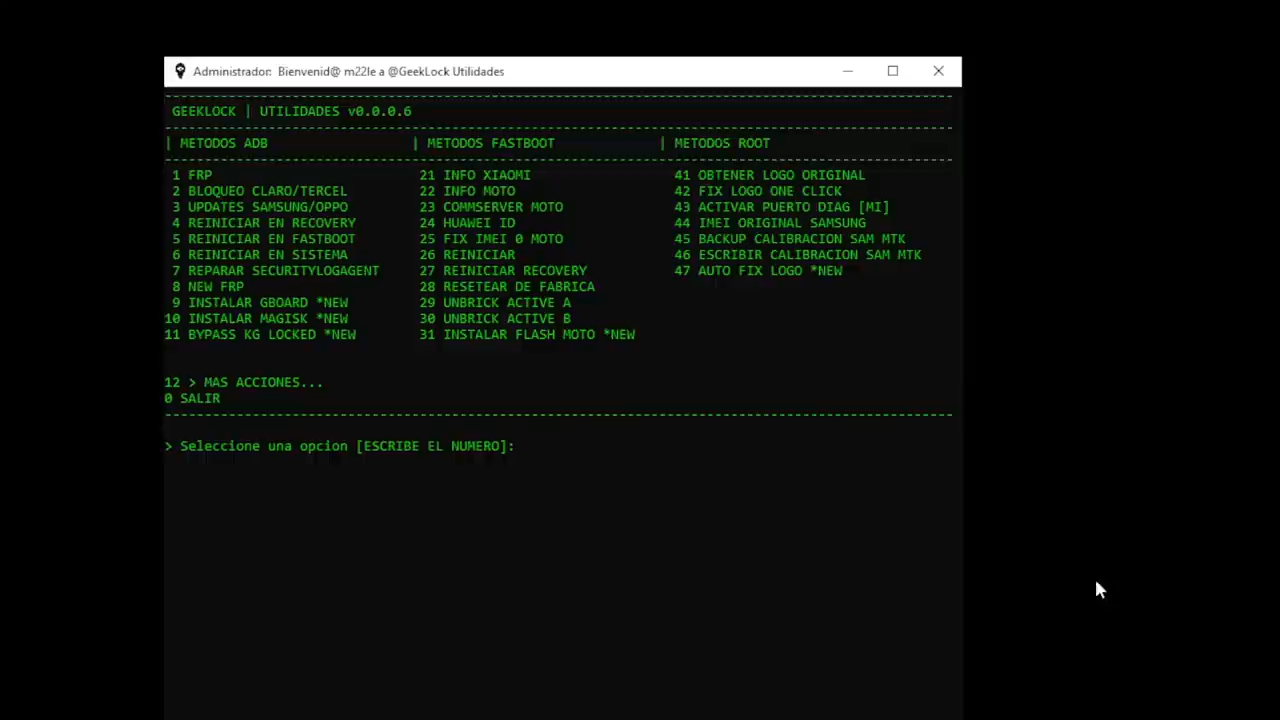 Administrador: Bienvenid@ m22le a @GeekLock Utilidades
GEEKLOCK | UTILIDADES v0.0.0.6
| METODOS ADB | METODOS FASTBOOT | METODOS ROOT
1 FRP 21 INFO XIAOMI 41 OBTENER LOGO ORIGINAL
2 BLOQUEO CLARO/TERCEL 22 INFO MOTO 42 FIX LOGO ONE CLICK
3 UPDATES SAMSUNG/OPPO 23 COMMSERVER MOTO 43 ACTIVAR PUERTO DIAG [MI]
4 REINICIAR EN RECOVERY 24 HUAWEI ID 44 IMEI ORIGINAL SAMSUNG
5 REINICIAR EN FASTBOOT 25 FIX IMEI 0 MOTO 45 BACKUP CALIBRACION SAM MTK
6 REINICIAR EN SISTEMA 26 REINICIAR 46 ESCRIBIR CALIBRACION SAM MTK
7 REPARAR SECURITYLOGAGENT 27 REINICIAR RECOVERY 47 AUTO FIX LOGO *NEW
8 NEW FRP 28 RESETEAR DE FABRICA
9 INSTALAR GBOARD *NEW 29 UNBRICK ACTIVE A
10 INSTALAR MAGISK *NEW 30 UNBRICK ACTIVE B
11 BYPASS KG LOCKED *NEW 31 INSTALAR FLASH MOTO *NEW
12 > MAS ACCIONES...
0 SALIR
> Seleccione una opcion [ESCRIBE EL NUMERO]: